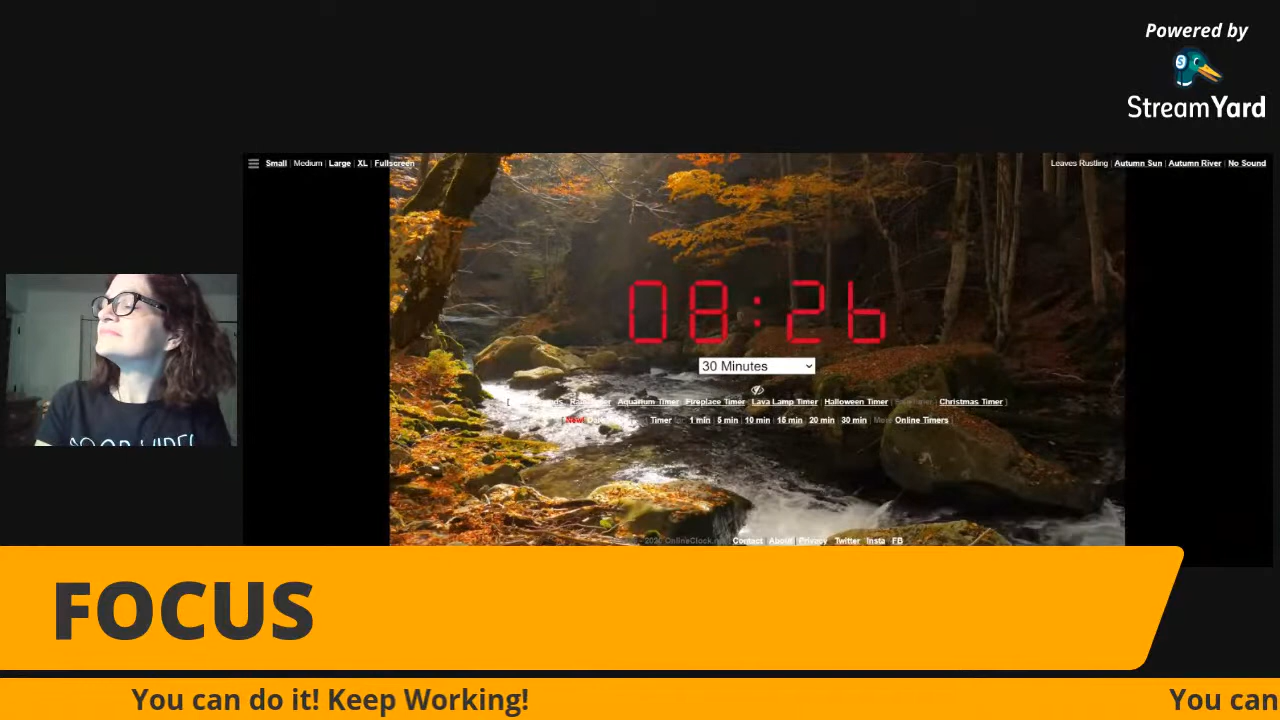 Powered by
StreamYard
Small | Medium | Large | XL | Fullscreen
Leaves Rustling | Autumn Sun | Autumn River | No Sound
08:26
30 Minutes
Aquarium Timer | Fireplace Timer | Lava Lamp Timer | Halloween Timer | Christmas Timer
New! Timer 1 min | 5 min | 10 min | 15 min | 20 min | 30 min | Online Timers
Contact | About | Privacy Twitter Insta FB
FOCUS
You can do it! Keep Working! You can